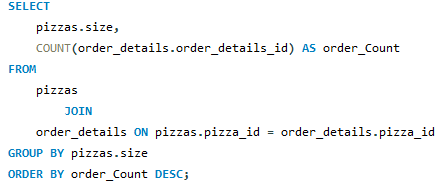 SELECT
pizzas.size,
COUNT(order_details.order_details_id) AS order_Count
FROM
pizzas
JOIN
order_details ON pizzas.pizza_id = order_details.pizza_id
GROUP BY pizzas.size
ORDER BY order_Count DESC;